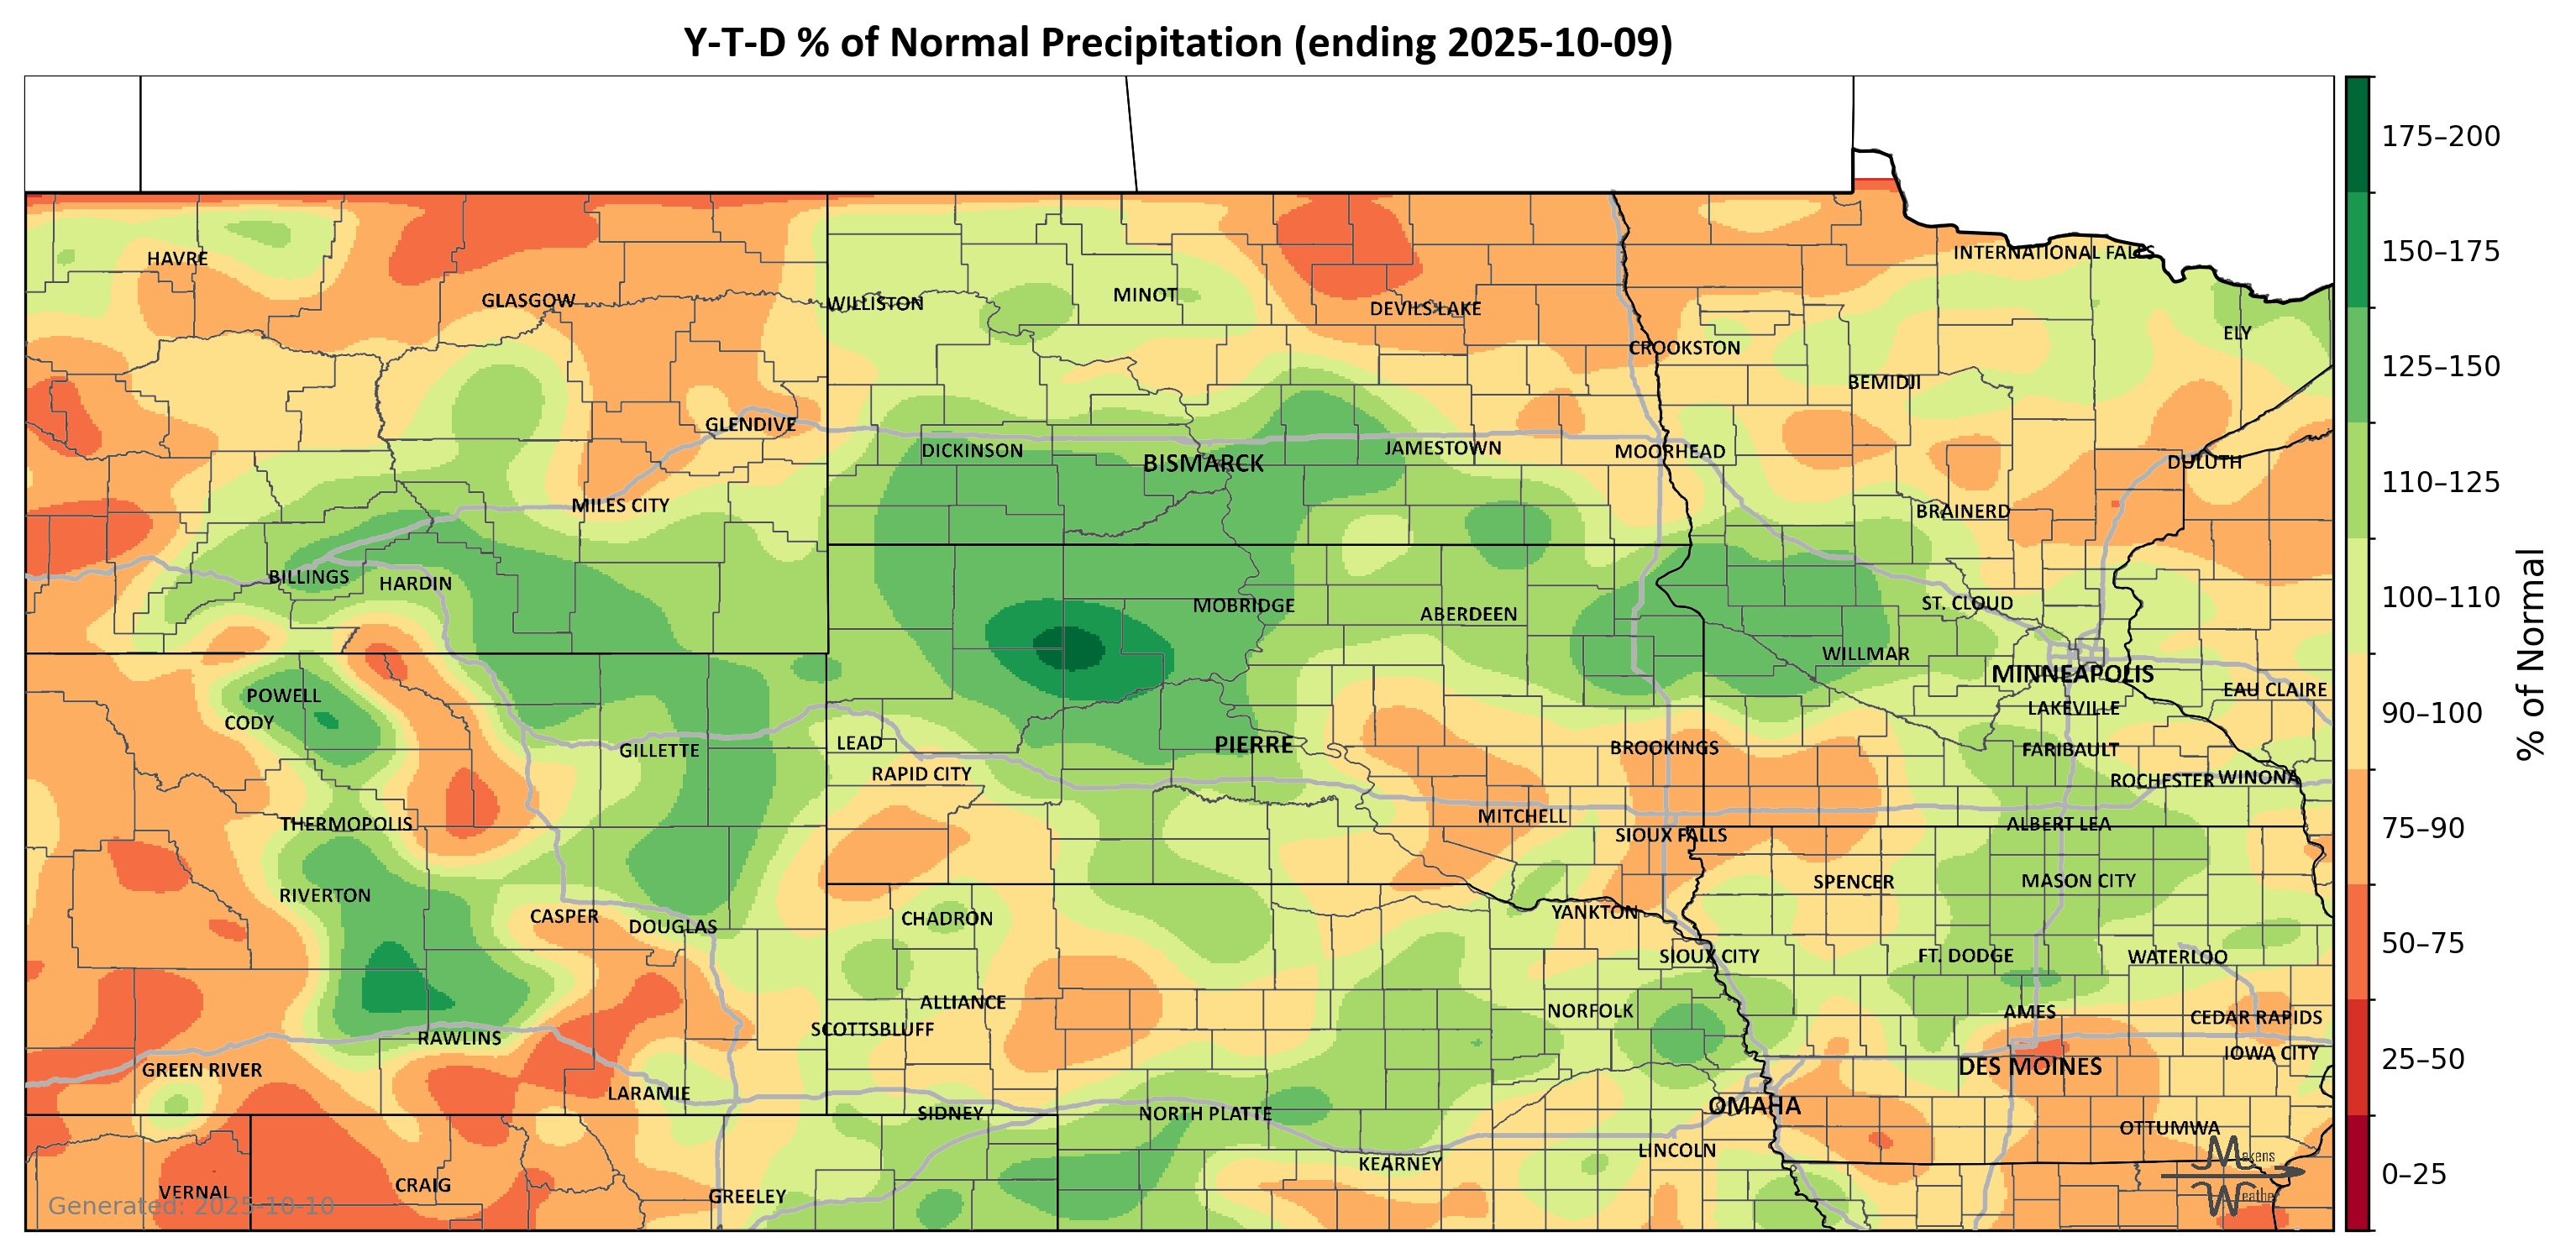 Y-T-D % of Normal Precipitation (ending 2025-10-09)
175–200
150–175
125–150
110–125
100–110
90–100
75–90
50–75
25–50
0–25
% of Normal
INTERNATIONAL FALLS
HAVRE
GLASGOW
WILLISTON
MINOT
DEVILS LAKE
ELY
CROOKSTON
BEMIDJI
GLENDIVE
DICKINSON
BISMARCK
JAMESTOWN
MOORHEAD
DULUTH
MILES CITY
BRAINERD
BILLINGS
HARDIN
MOBRIDGE
ABERDEEN
ST. CLOUD
WILLMAR
MINNEAPOLIS
POWELL
EAU CLAIRE
CODY
LAKEVILLE
GILLETTE
LEAD
PIERRE
BROOKINGS
FARIBAULT
RAPID CITY
ROCHESTER
WINONA
THERMOPOLIS
MITCHELL
SIOUX FALLS
ALBERT LEA
RIVERTON
SPENCER
MASON CITY
CASPER
DOUGLAS
CHADRON
YANKTON
SIOUX CITY
FT. DODGE
WATERLOO
ALLIANCE
NORFOLK
AMES
CEDAR RAPIDS
RAWLINS
SCOTTSBLUFF
IOWA CITY
GREEN RIVER
DES MOINES
LARAMIE
SIDNEY
NORTH PLATTE
OMAHA
OTTUMWA
LINCOLN
KEARNEY
VERNAL
CRAIG
GREELEY
Makens
Weather
Generated: 2025-10-10